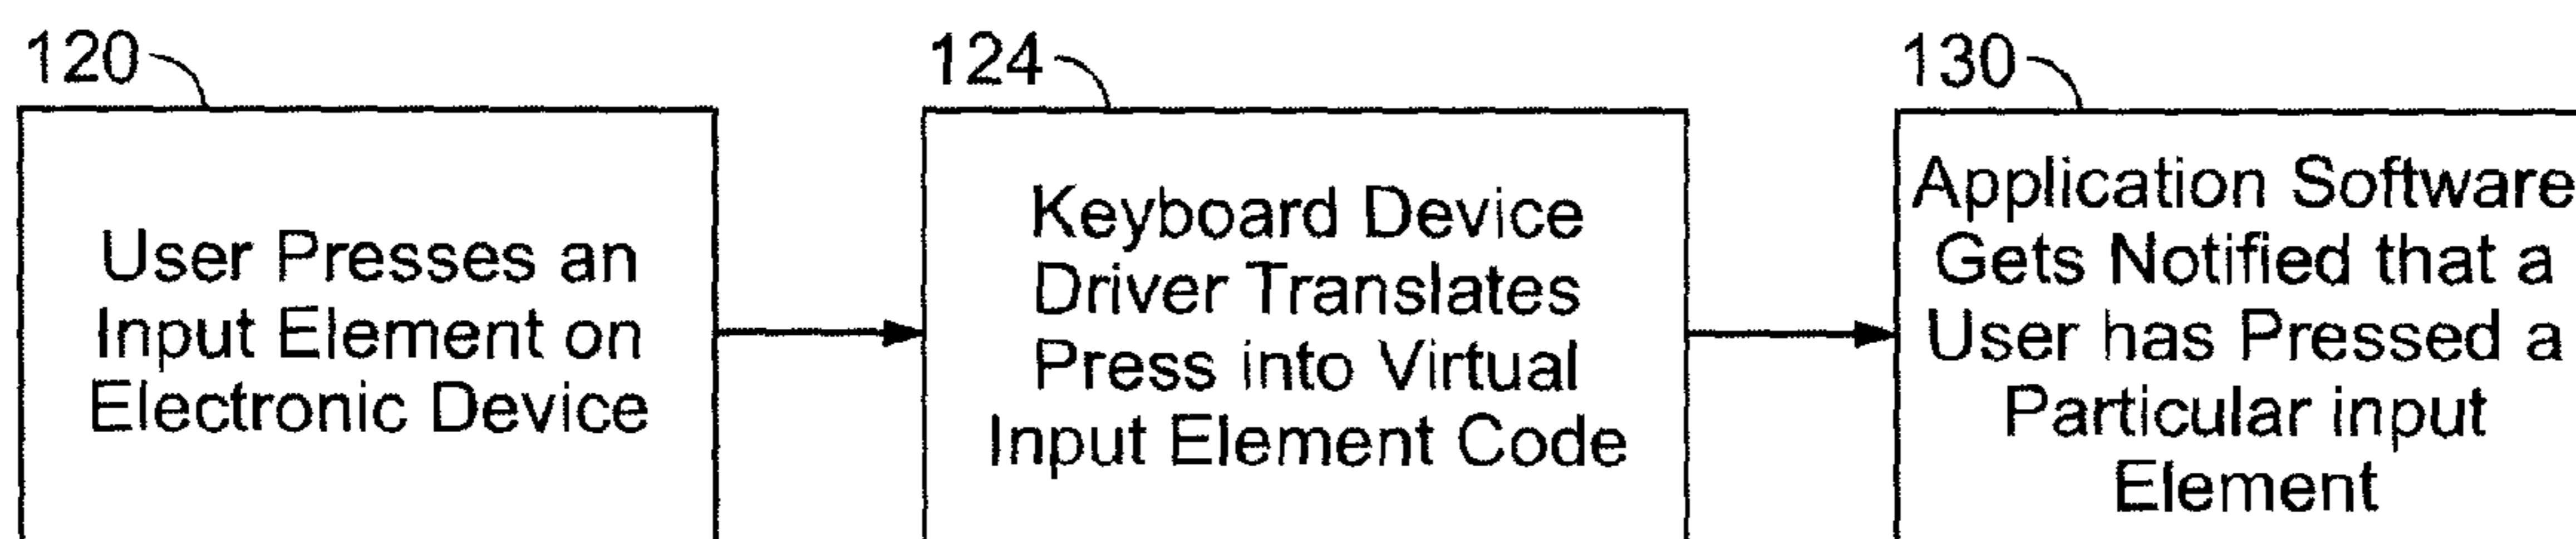 120
User Presses an
Input Element on
Electronic Device
124
Keyboard Device
Driver Translates
Press into Virtual
Input Element Code
130
Application Software
Gets Notified that a
User has Pressed a
Particular input
Element